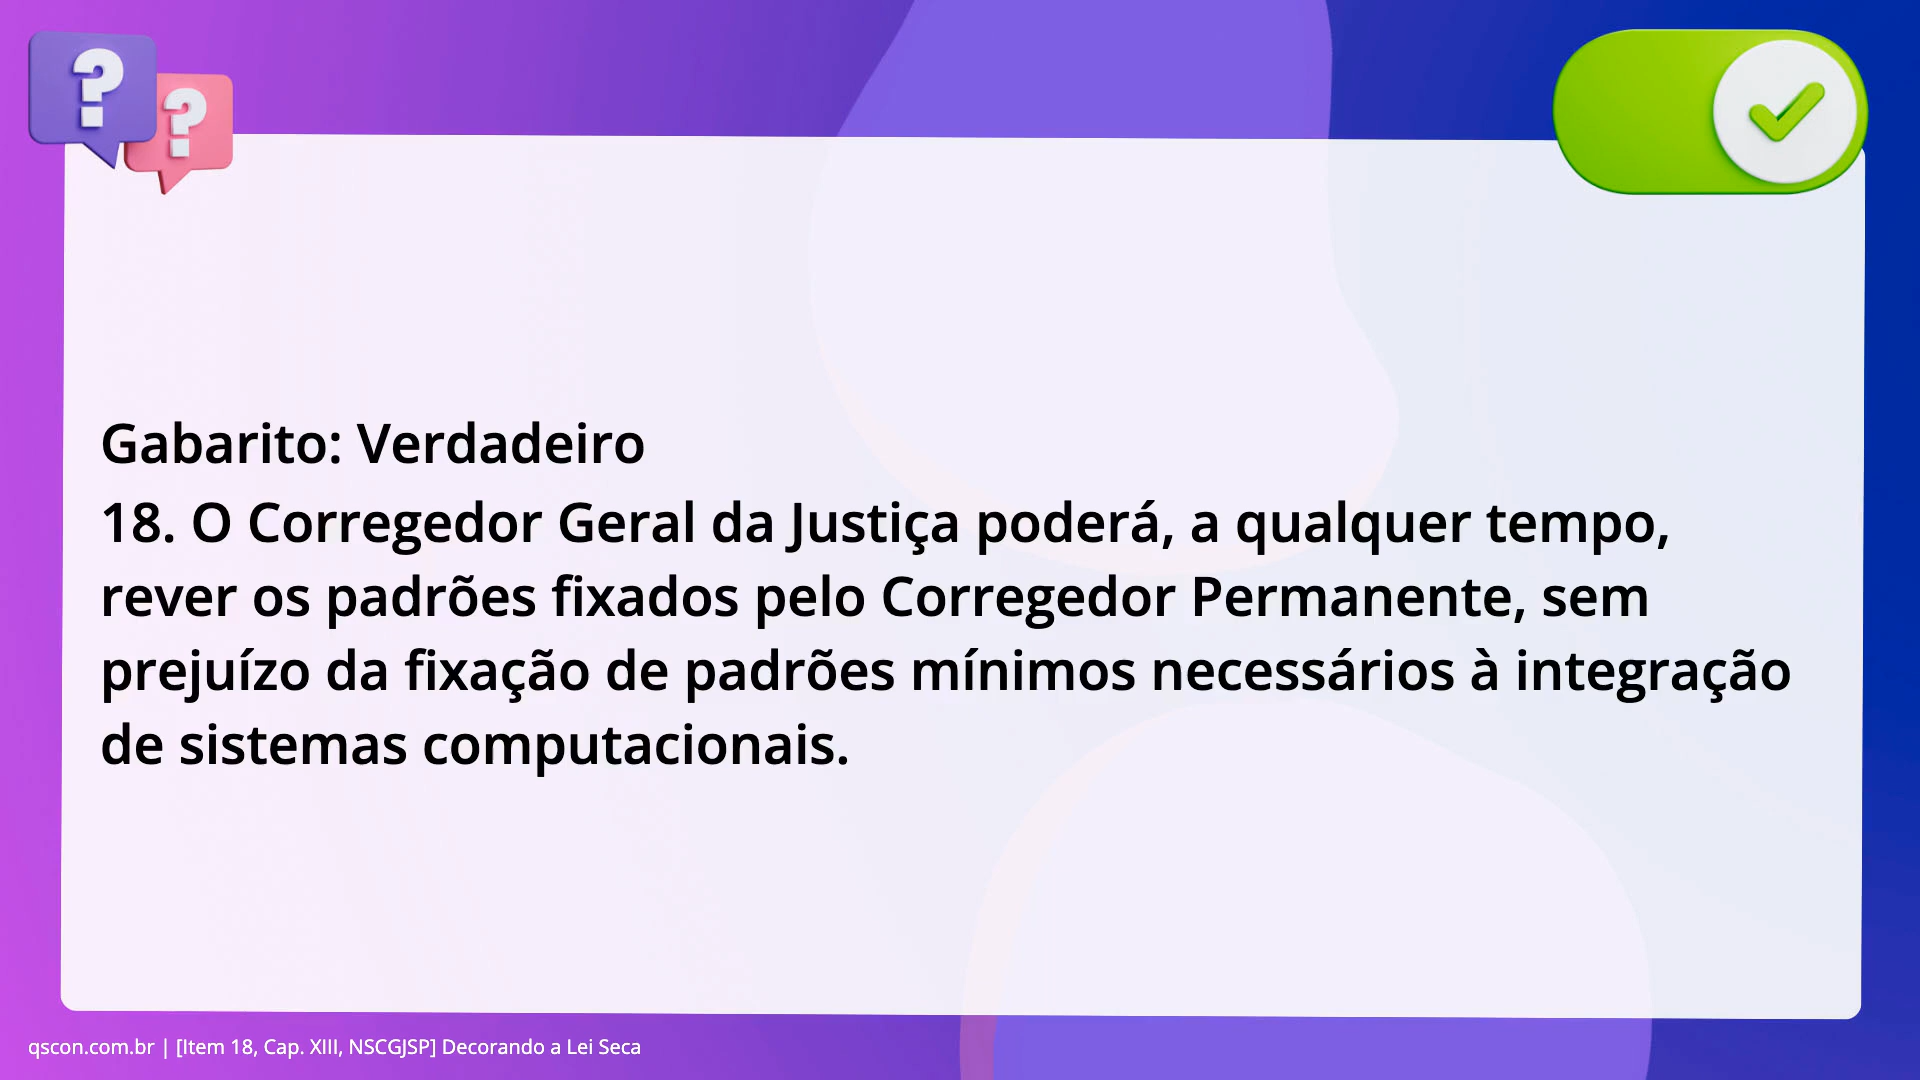 Gabarito: Verdadeiro
18. O Corregedor Geral da Justiça poderá, a qualquer tempo,
rever os padrões fixados pelo Corregedor Permanente, sem
prejuízo da fixação de padrões mínimos necessários à integração
de sistemas computacionais.
qscon.com.br | [Item 18, Cap. XIII, NSCGJSP] Decorando a Lei Seca